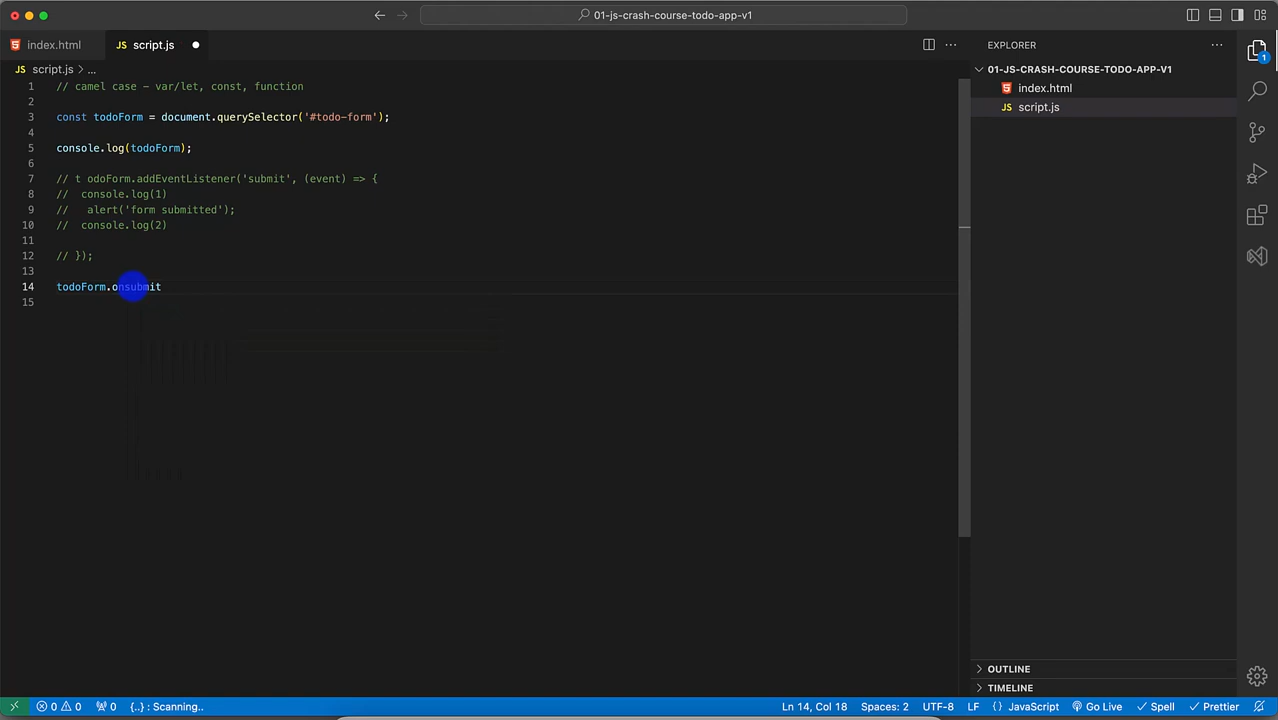 01-js-crash-course-todo-app-v1
index.html
JS script.js
EXPLORER
1
JS script.js > ...
01-JS-CRASH-COURSE-TODO-APP-V1
index.html
JS script.js
1 // camel case - var/let, const, function
2
3 const todoForm = document.querySelector('#todo-form');
4
5 console.log(todoForm);
6
7 // t odoForm.addEventListener('submit', (event) => {
8 //  console.log(1)
9 //   alert('form submitted');
10 //  console.log(2)
11
12 // });
13
14 todoForm.onsubmit
15
OUTLINE
TIMELINE
0 0 0 {..} : Scanning.. Ln 14, Col 18 Spaces: 2 UTF-8 LF {} JavaScript Go Live Spell Prettier